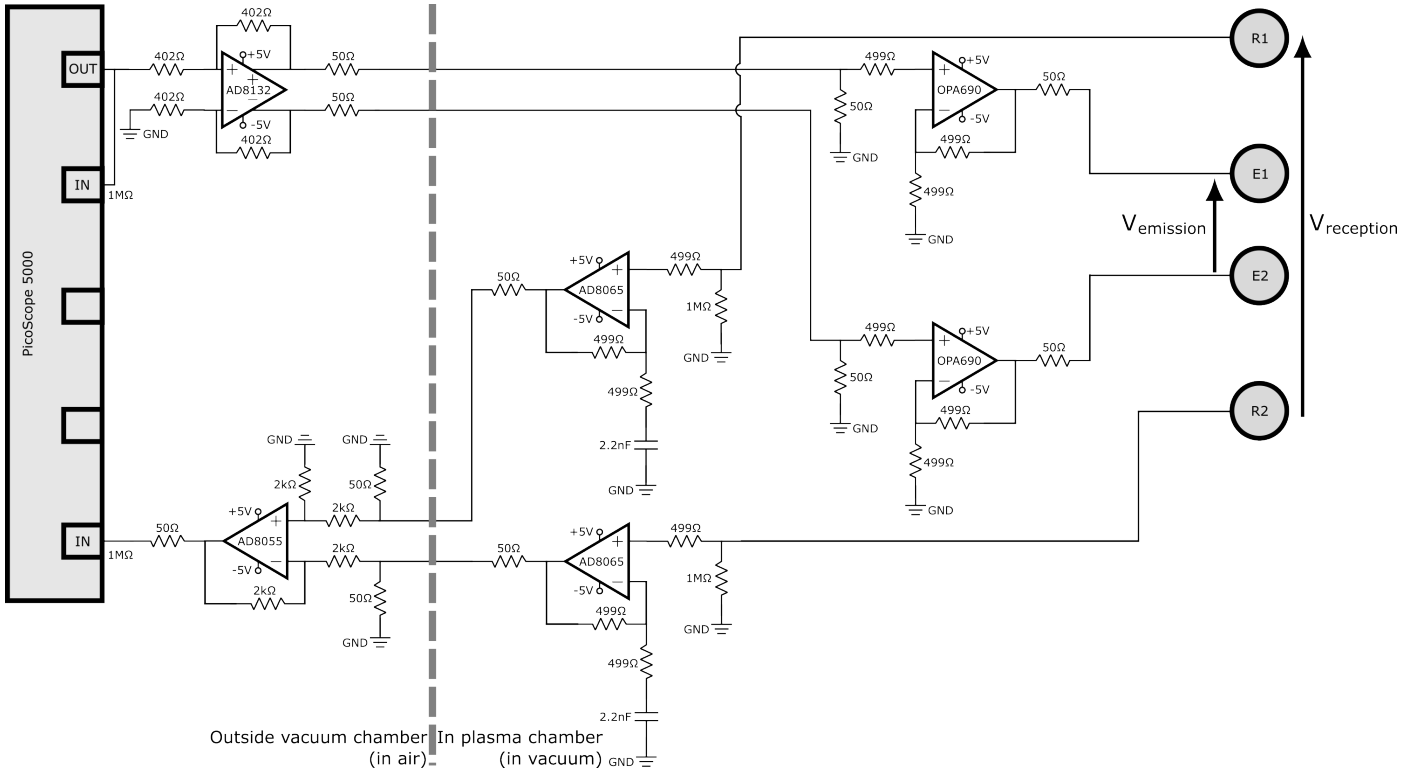 402Ω
R1
+5V
+5V
402Ω
50Ω
499Ω
OUT
+
+
50Ω
+
AD8132
OPA690
−
402Ω
−
50Ω
50Ω
−
-5V
-5V
GND
402Ω
499Ω
GND
E1
IN
1MΩ
499Ω
V emission
V reception
GND
PicoScope 5000
+5V
499Ω
50Ω
+
E2
AD8065
1MΩ
−
-5V
499Ω
+5V
499Ω
+
GND
OPA690
50Ω
50Ω
−
-5V
499Ω
499Ω
R2
GND
GND
GND
2.2nF
499Ω
2kΩ
50Ω
GND
2kΩ
GND
+5V
+
50Ω
+5V
499Ω
IN
AD8055
2kΩ
+
50Ω
1MΩ
AD8065
−
-5V
1MΩ
−
-5V
2kΩ
50Ω
499Ω
GND
GND
499Ω
2.2nF
Outside vacuum chamber
(in air)
In plasma chamber
(in vacuum)
GND